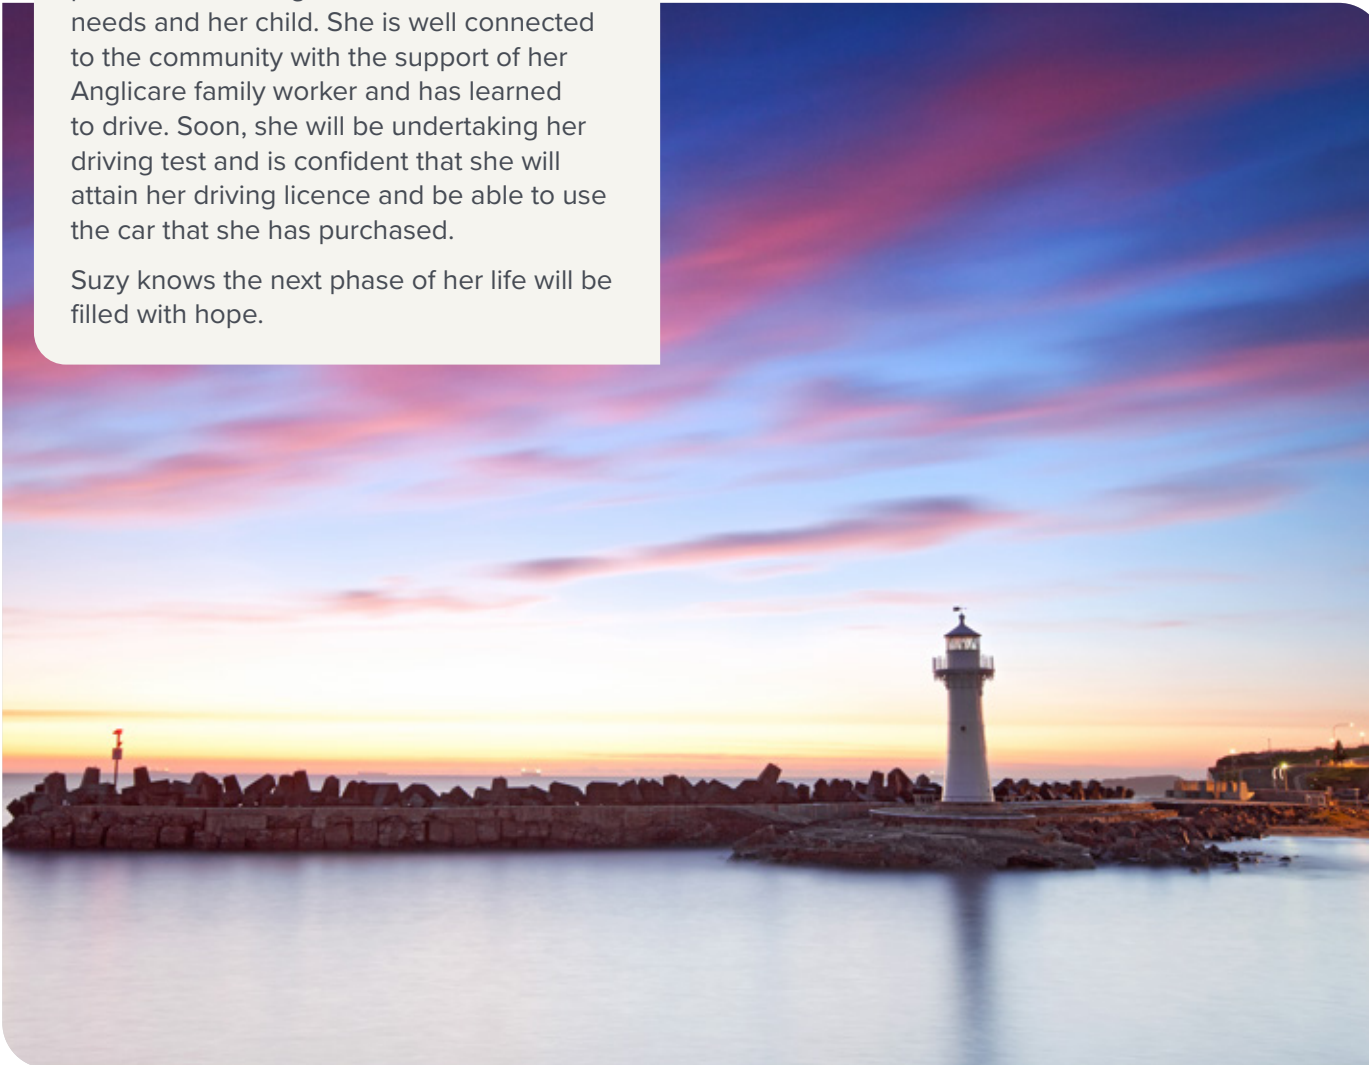 needs and her child. She is well connected
to the community with the support of her
Anglicare family worker and has learned
to drive. Soon, she will be undertaking her
driving test and is confident that she will
attain her driving licence and be able to use
the car that she has purchased.
Suzy knows the next phase of her life will be
filled with hope.